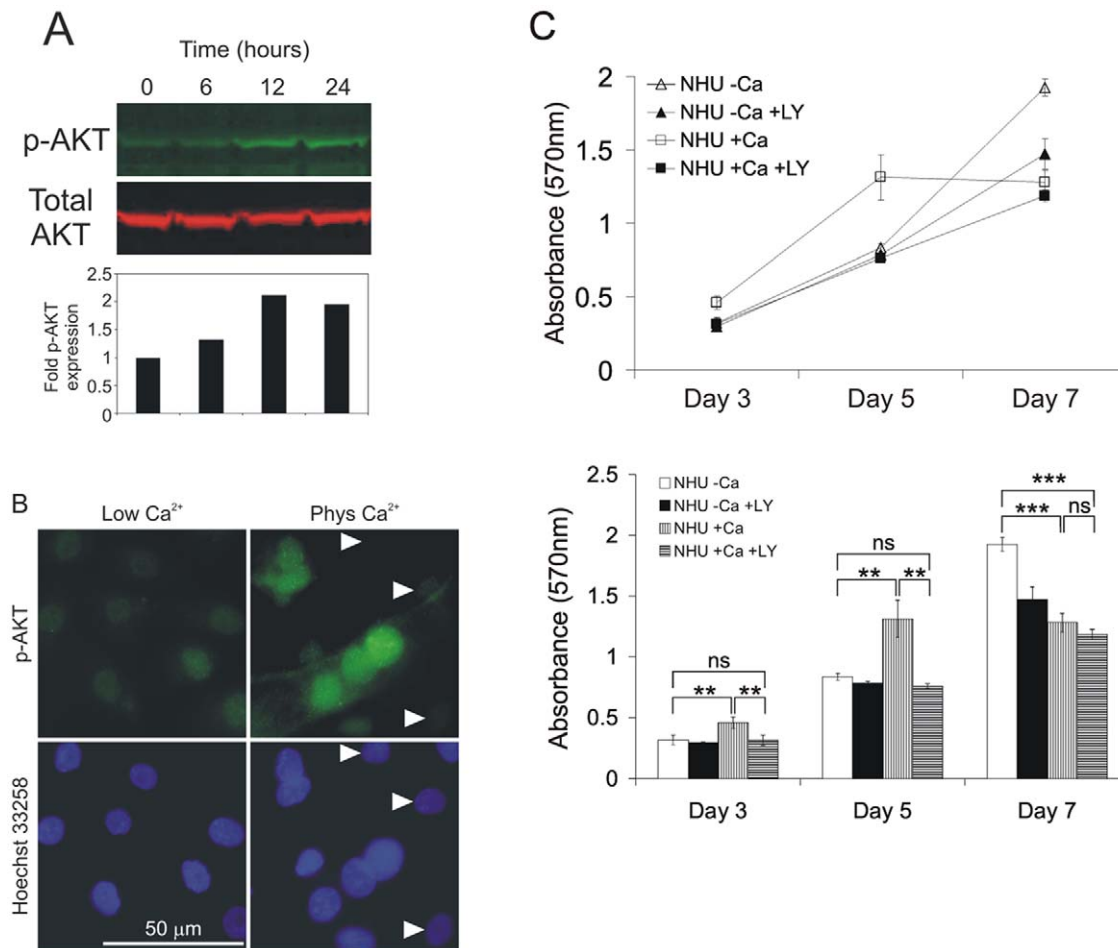 A
Time (hours)
0 6 12 24
p-AKT
Total
AKT
Fold p-AKT
expression
2.5
2
1.5
1
0.5
0
B
Low Ca²⁺
Phys Ca²⁺
p-AKT
Hoechst 33258
50 μm
C
Absorbance (570nm)
2
1.5
1
0.5
0
NHU -Ca
NHU -Ca +LY
NHU +Ca
NHU +Ca +LY
Day 3 Day 5 Day 7
Absorbance (570nm)
2.5
2
1.5
1
0.5
0
NHU -Ca
NHU -Ca +LY
NHU +Ca
NHU +Ca +LY
ns
** **
ns
** **
***
*** ns
Day 3 Day 5 Day 7